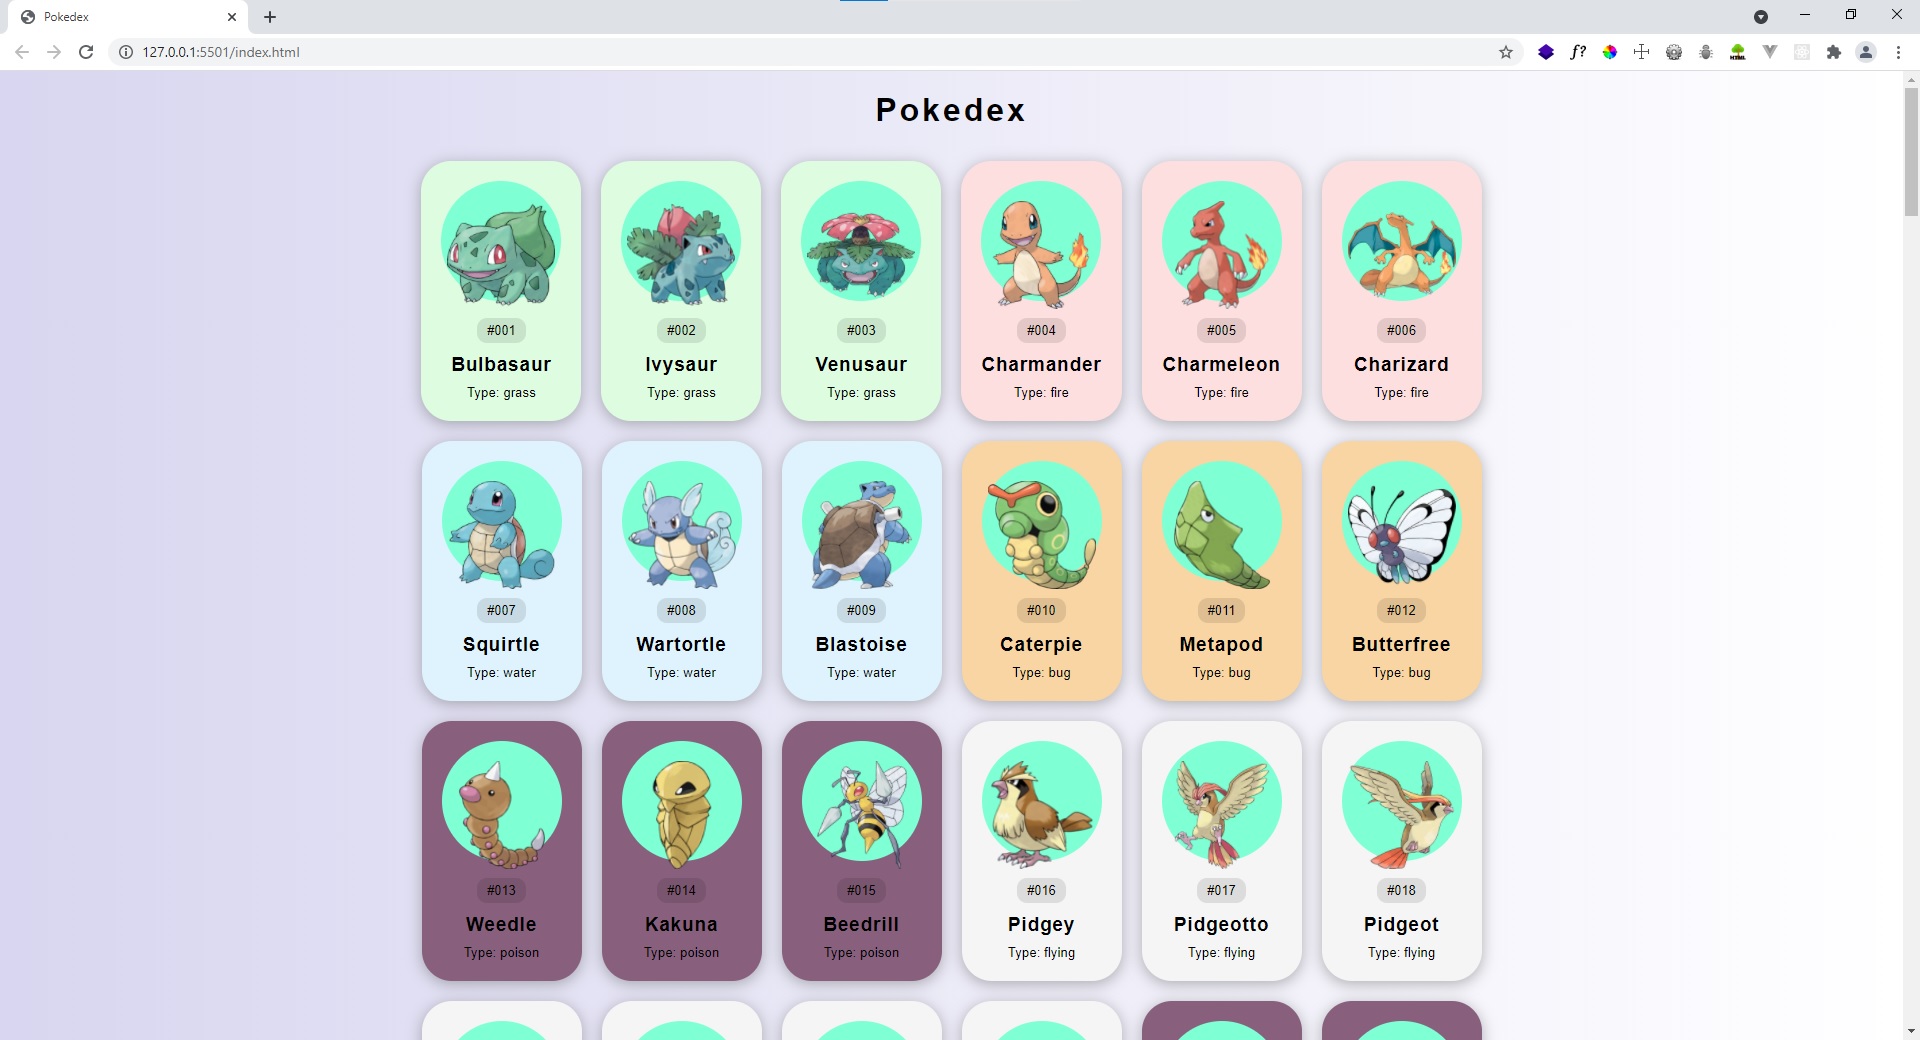 Pokedex
127.0.0.1:5501/index.html
f?
HTML
Pokedex
#001
Bulbasaur
Type: grass
#002
Ivysaur
Type: grass
#003
Venusaur
Type: grass
#004
Charmander
Type: fire
#005
Charmeleon
Type: fire
#006
Charizard
Type: fire
#007
Squirtle
Type: water
#008
Wartortle
Type: water
#009
Blastoise
Type: water
#010
Caterpie
Type: bug
#011
Metapod
Type: bug
#012
Butterfree
Type: bug
#013
Weedle
Type: poison
#014
Kakuna
Type: poison
#015
Beedrill
Type: poison
#016
Pidgey
Type: flying
#017
Pidgeotto
Type: flying
#018
Pidgeot
Type: flying